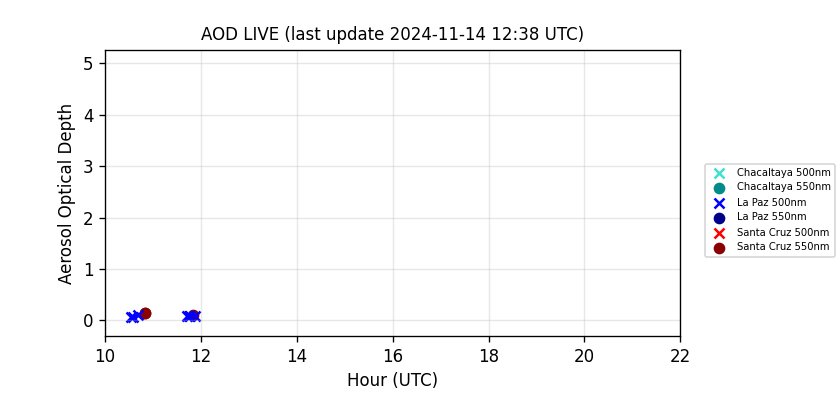 AOD LIVE (last update 2024-11-14 12:38 UTC)
Aerosol Optical Depth
5
4
3
2
1
0
10 12 14 16 18 20 22
Hour (UTC)
Chacaltaya 500nm
Chacaltaya 550nm
La Paz 500nm
La Paz 550nm
Santa Cruz 500nm
Santa Cruz 550nm